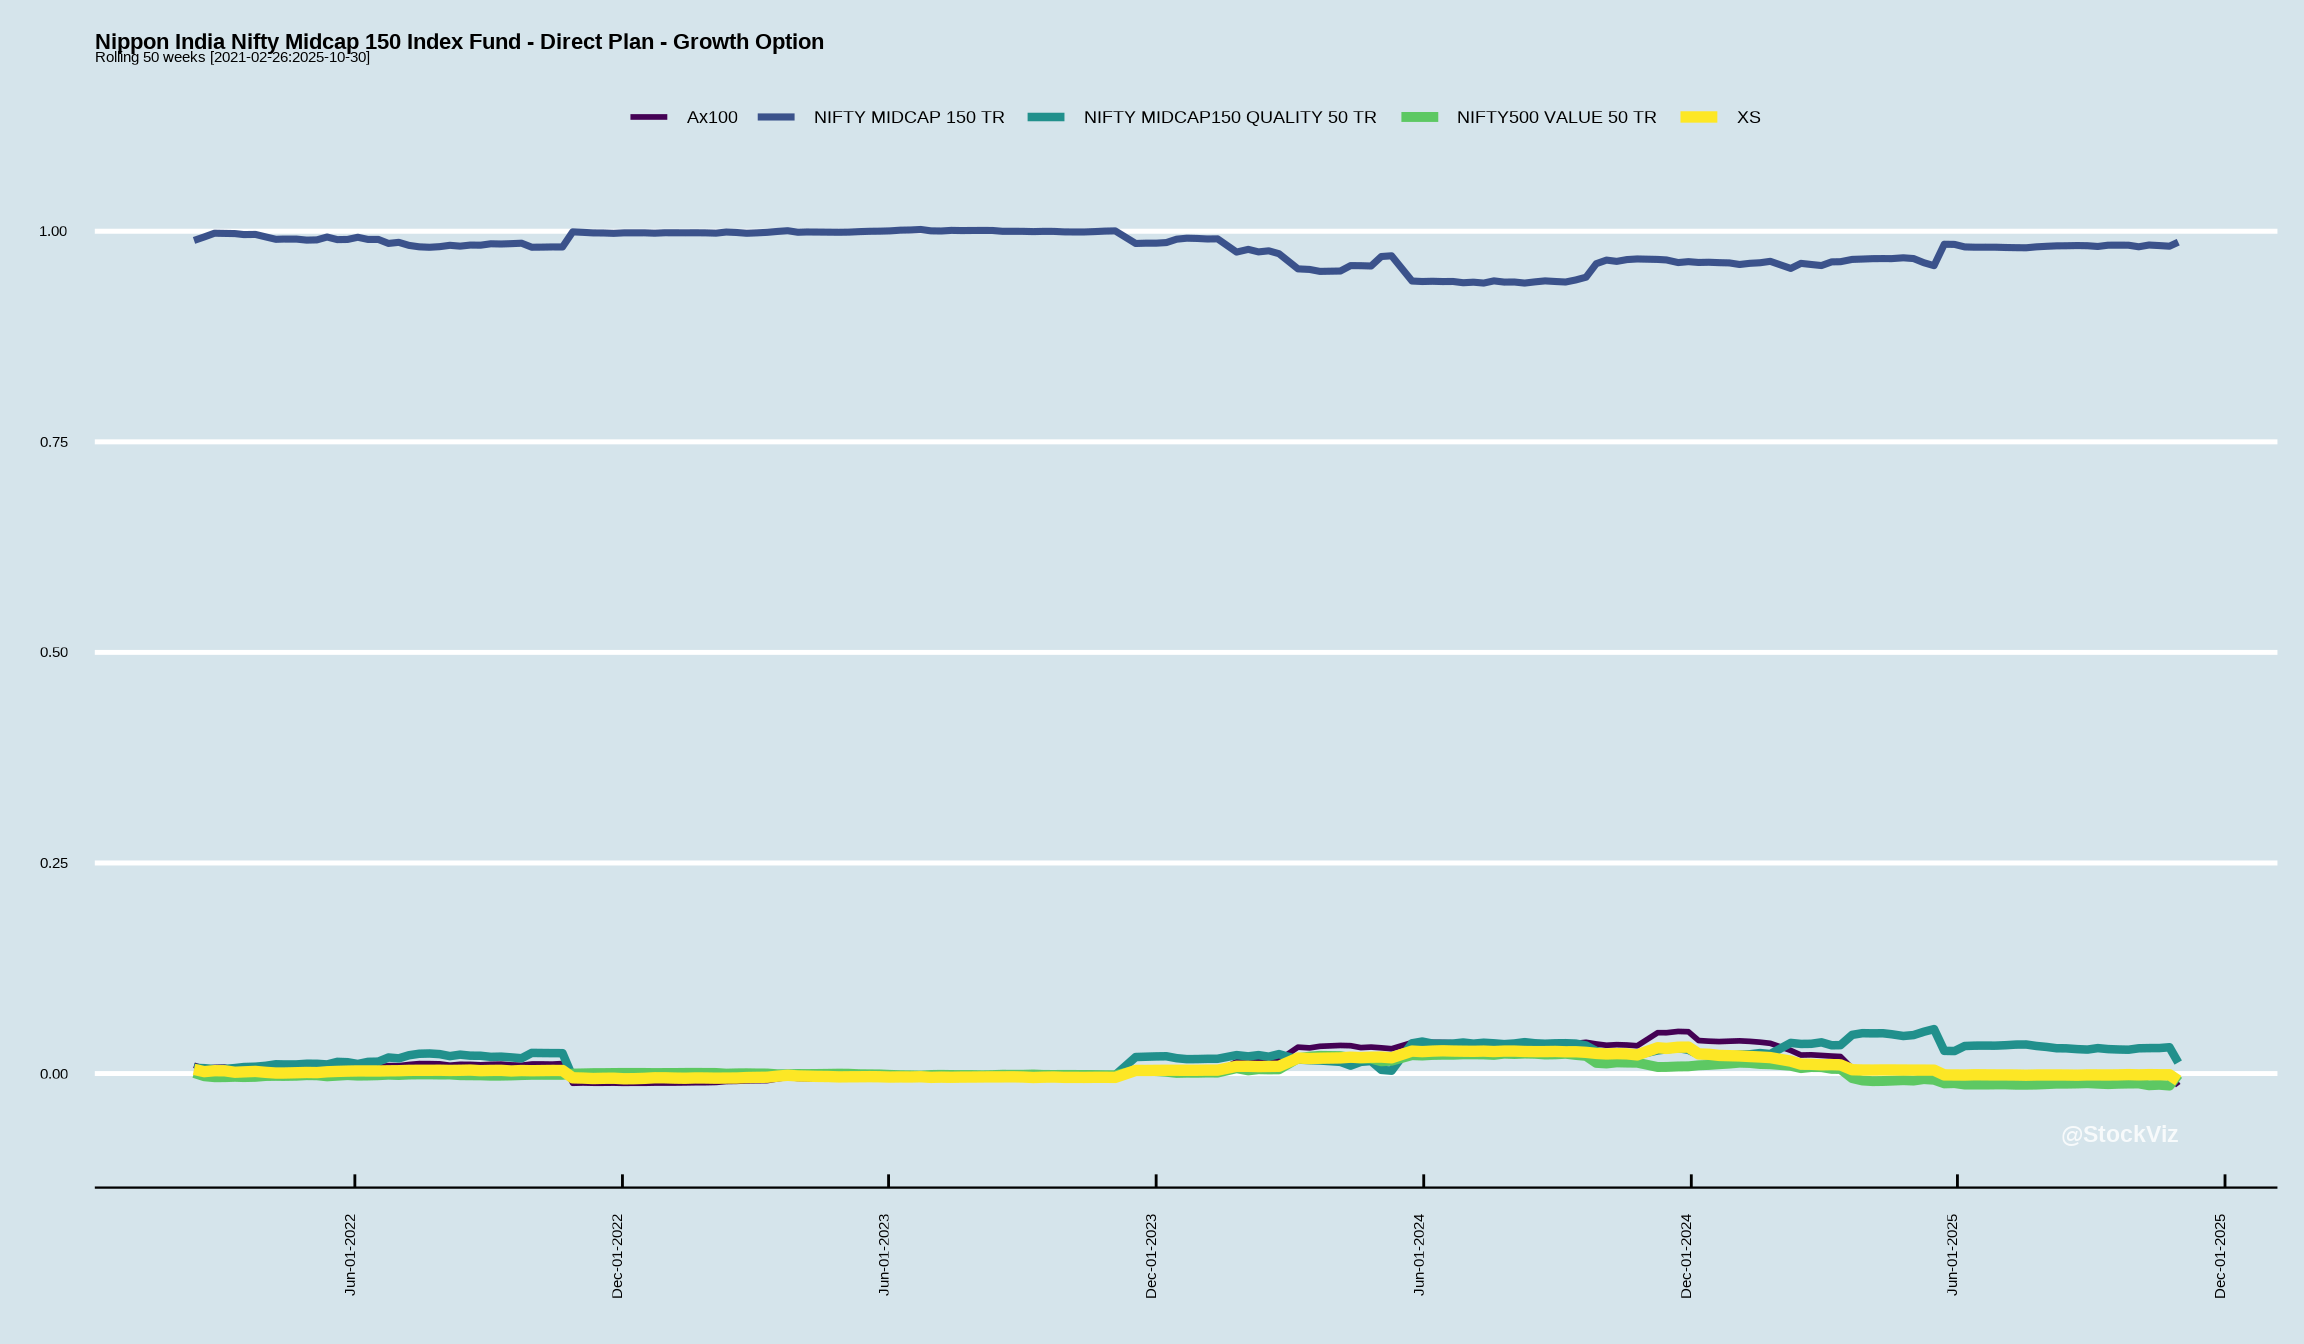 Nippon India Nifty Midcap 150 Index Fund - Direct Plan - Growth Option
Rolling 50 weeks [2021-02-26:2025-10-30]
Ax100 NIFTY MIDCAP 150 TR NIFTY MIDCAP150 QUALITY 50 TR NIFTY500 VALUE 50 TR XS
1.00
0.75
0.50
0.25
0.00
@StockViz
Jun-01-2022 Dec-01-2022 Jun-01-2023 Dec-01-2023 Jun-01-2024 Dec-01-2024 Jun-01-2025 Dec-01-2025